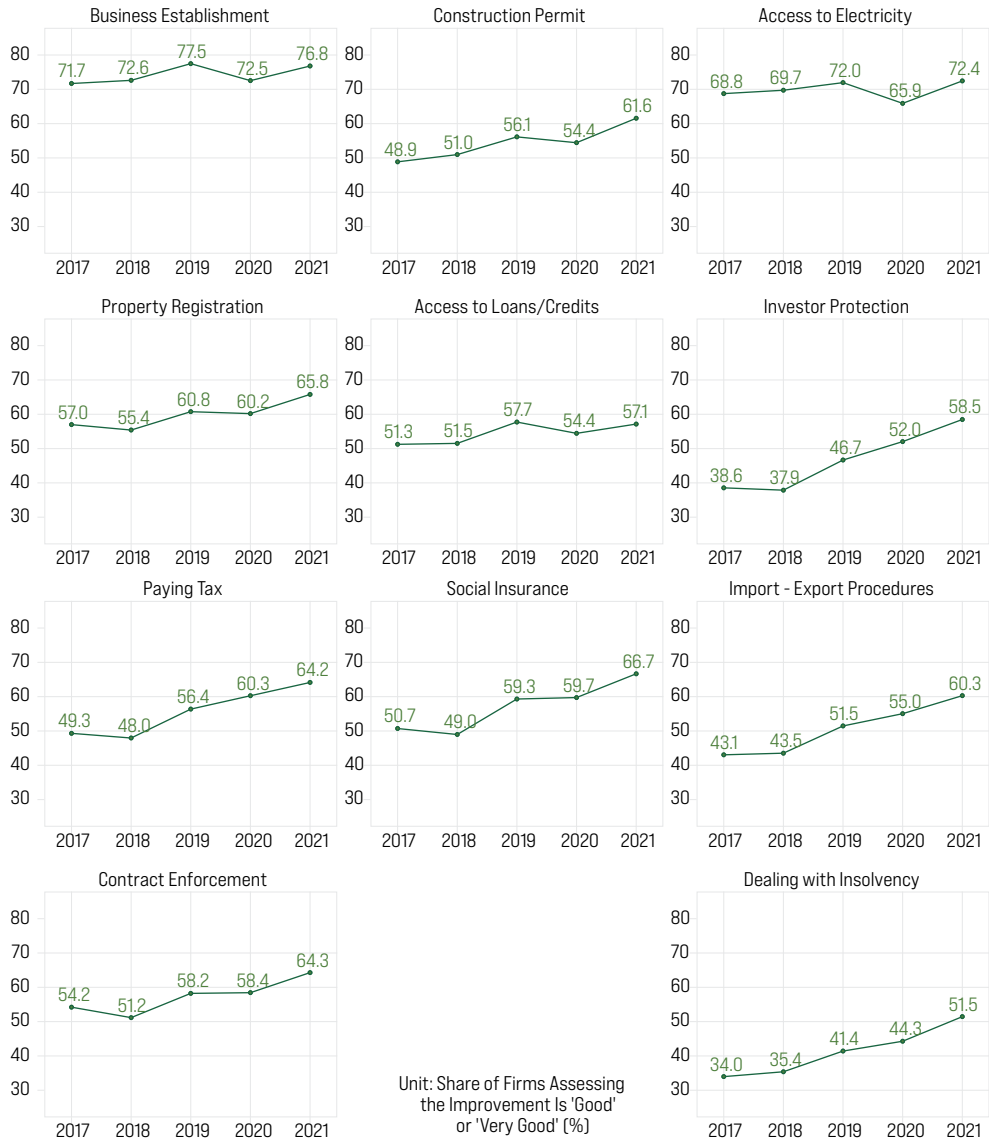 Business Establishment
80
70
60
50
40
30
71.7 72.6 77.5 72.5 76.8
2017 2018 2019 2020 2021
Construction Permit
80
70
60
50
40
30
48.9 51.0 56.1 54.4 61.6
2017 2018 2019 2020 2021
Access to Electricity
80
70
60
50
40
30
68.8 69.7 72.0 65.9 72.4
2017 2018 2019 2020 2021
Property Registration
80
70
60
50
40
30
57.0 55.4 60.8 60.2 65.8
2017 2018 2019 2020 2021
Access to Loans/Credits
80
70
60
50
40
30
51.3 51.5 57.7 54.4 57.1
2017 2018 2019 2020 2021
Investor Protection
80
70
60
50
40
30
38.6 37.9 46.7 52.0 58.5
2017 2018 2019 2020 2021
Paying Tax
80
70
60
50
40
30
49.3 48.0 56.4 60.3 64.2
2017 2018 2019 2020 2021
Social Insurance
80
70
60
50
40
30
50.7 49.0 59.3 59.7 66.7
2017 2018 2019 2020 2021
Import - Export Procedures
80
70
60
50
40
30
43.1 43.5 51.5 55.0 60.3
2017 2018 2019 2020 2021
Contract Enforcement
80
70
60
50
40
30
54.2 51.2 58.2 58.4 64.3
2017 2018 2019 2020 2021
Unit: Share of Firms Assessing
the Improvement Is 'Good'
or 'Very Good' (%)
Dealing with Insolvency
80
70
60
50
40
30
34.0 35.4 41.4 44.3 51.5
2017 2018 2019 2020 2021